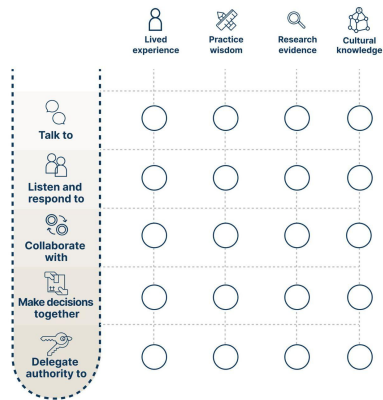 Lived
experience
Practice
wisdom
Research
evidence
Cultural
knowledge
Talk to
Listen and
respond to
Collaborate
with
Make decisions
together
Delegate
authority to